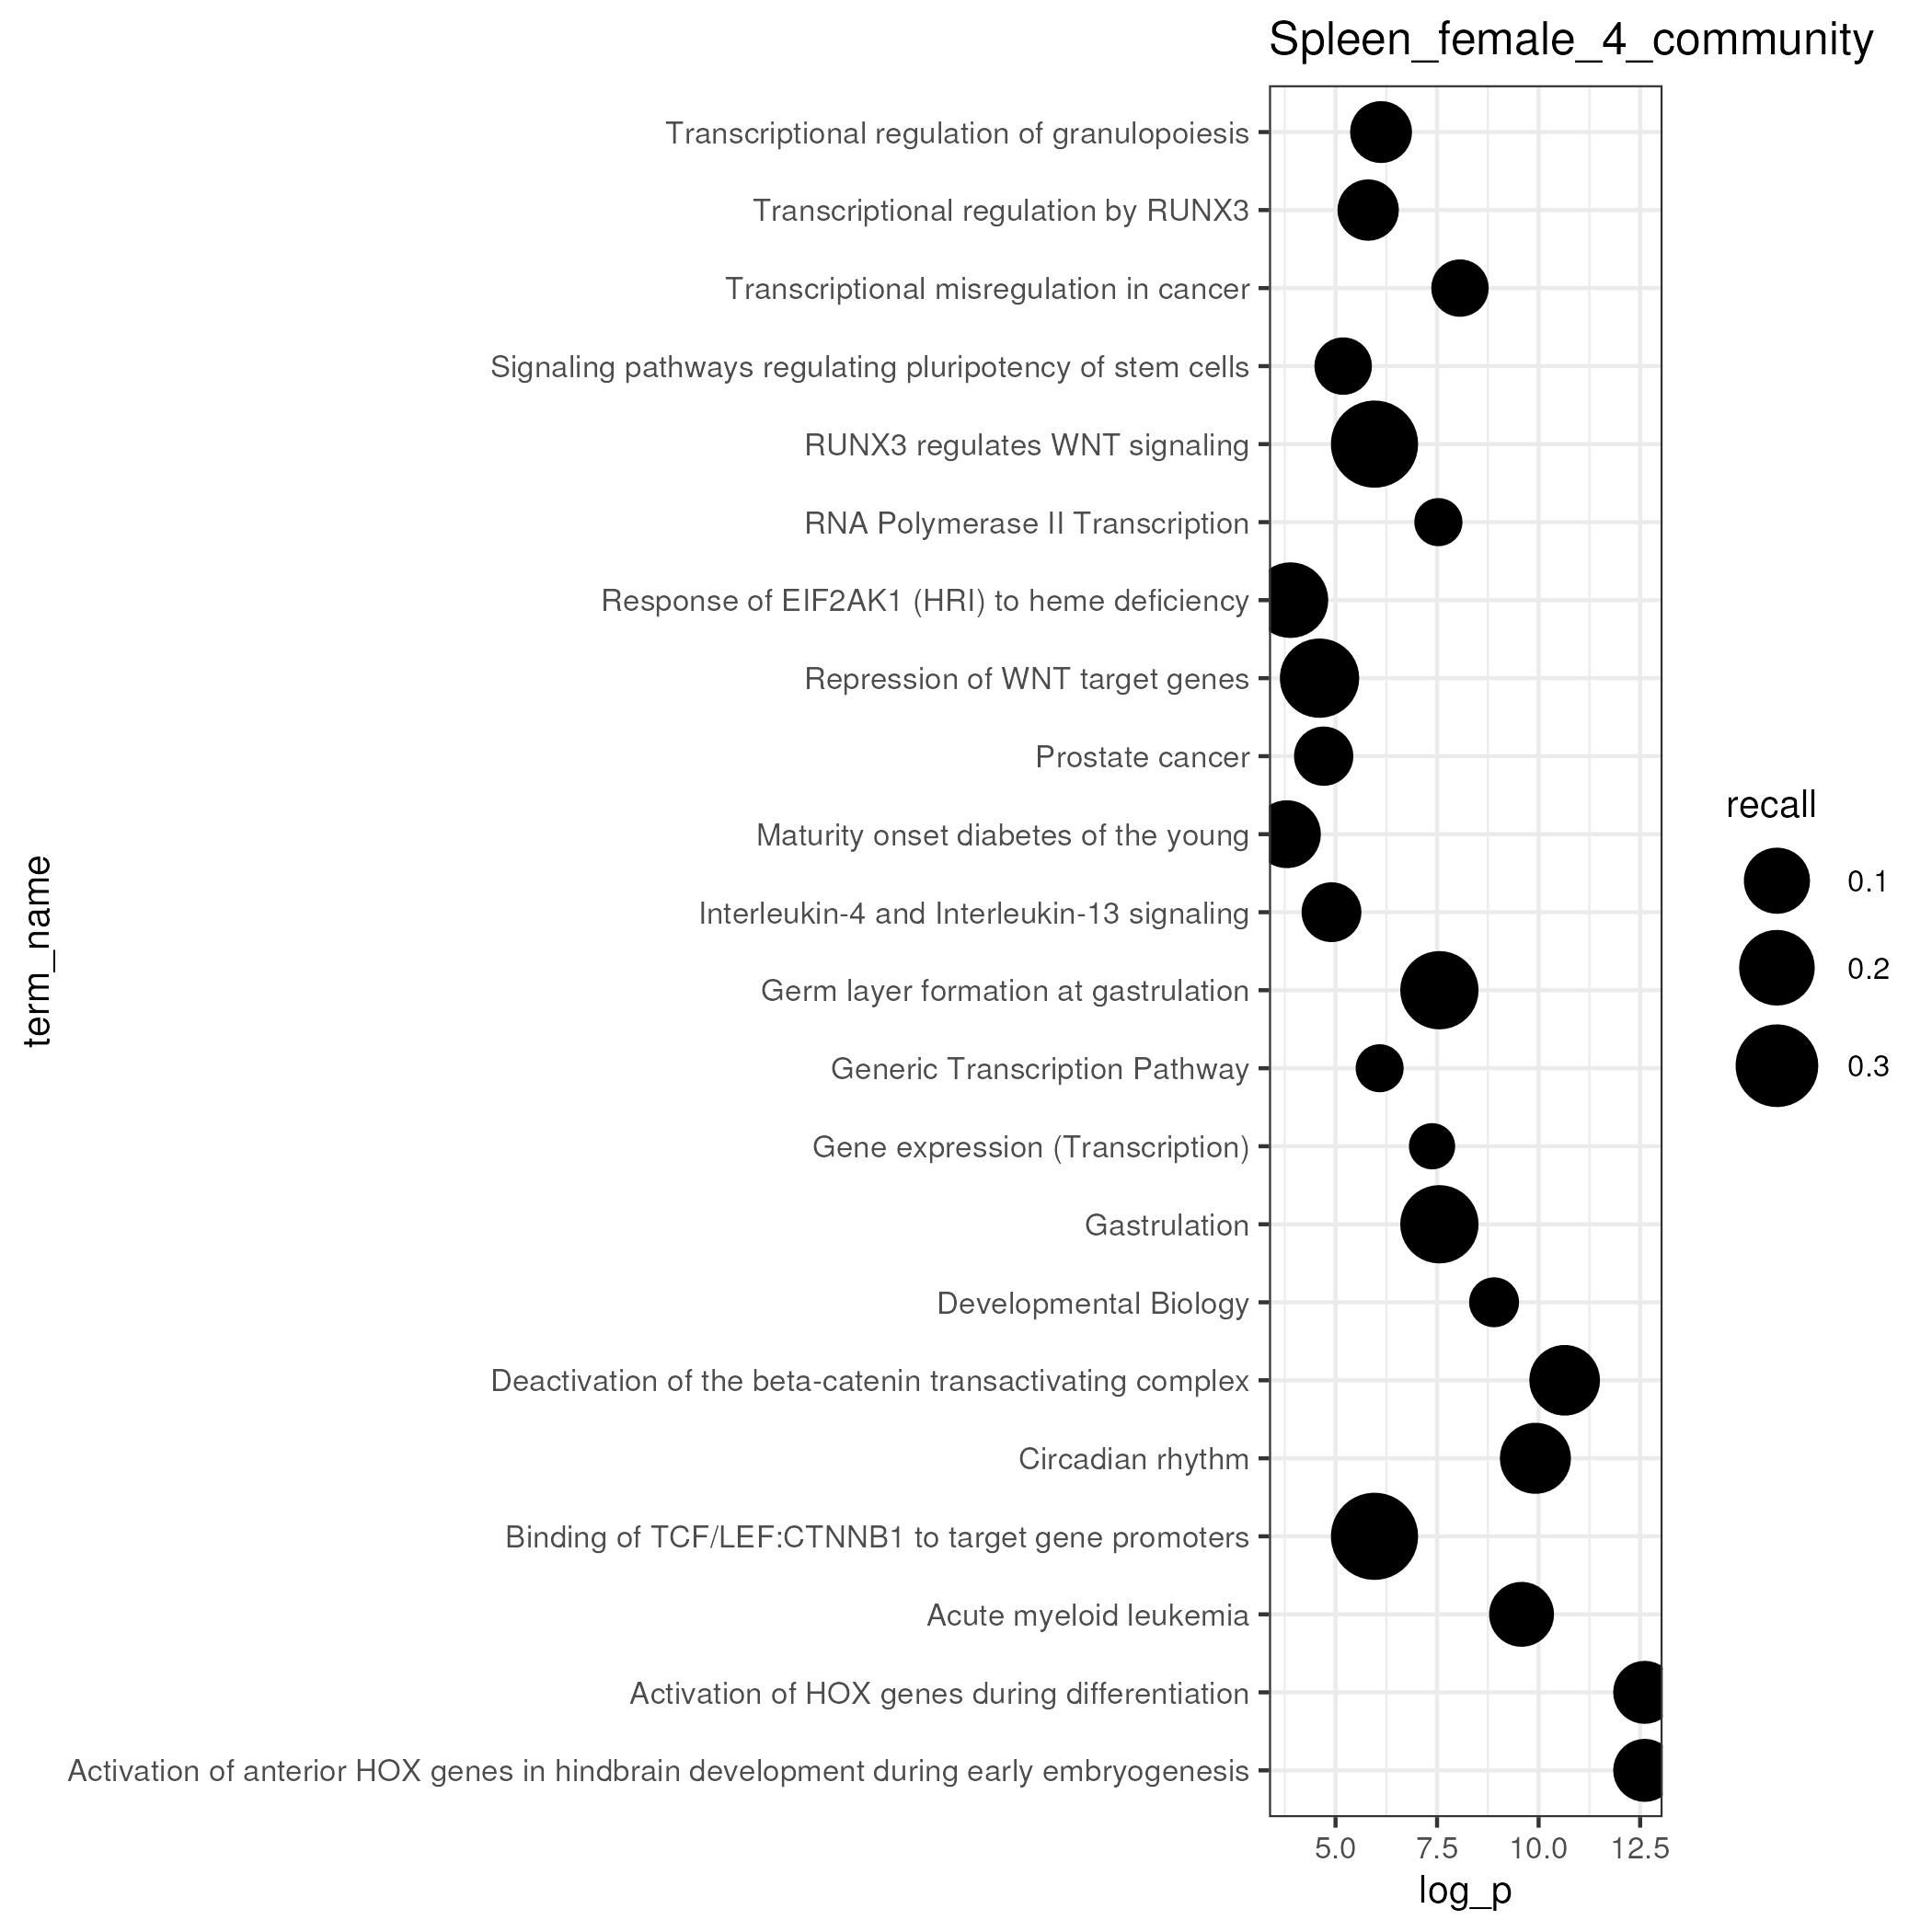 Spleen_female_4_community
Transcriptional regulation of granulopoiesis
Transcriptional regulation by RUNX3
Transcriptional misregulation in cancer
Signaling pathways regulating pluripotency of stem cells
RUNX3 regulates WNT signaling
RNA Polymerase II Transcription
Response of EIF2AK1 (HRI) to heme deficiency
Repression of WNT target genes
Prostate cancer
Maturity onset diabetes of the young
Interleukin-4 and Interleukin-13 signaling
Germ layer formation at gastrulation
Generic Transcription Pathway
Gene expression (Transcription)
Gastrulation
Developmental Biology
Deactivation of the beta-catenin transactivating complex
Circadian rhythm
Binding of TCF/LEF:CTNNB1 to target gene promoters
Acute myeloid leukemia
Activation of HOX genes during differentiation
Activation of anterior HOX genes in hindbrain development during early embryogenesis
term_name
5.0 7.5 10.0 12.5
log_p
recall
0.1
0.2
0.3